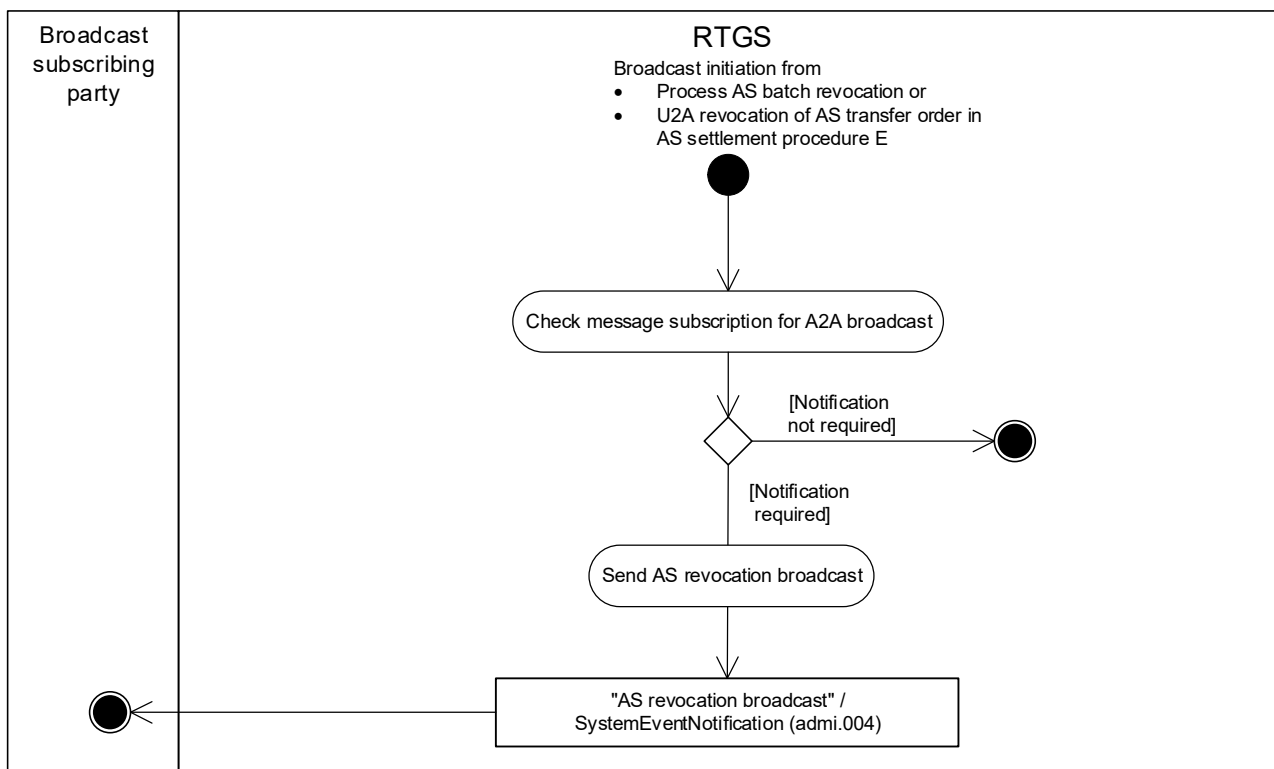 Broadcast
subscribing
party
RTGS
Broadcast initiation from
• Process AS batch revocation or
• U2A revocation of AS transfer order in
AS settlement procedure E
Check message subscription for A2A broadcast
[Notification
not required]
[Notification
required]
Send AS revocation broadcast
"AS revocation broadcast" /
SystemEventNotification (admi.004)